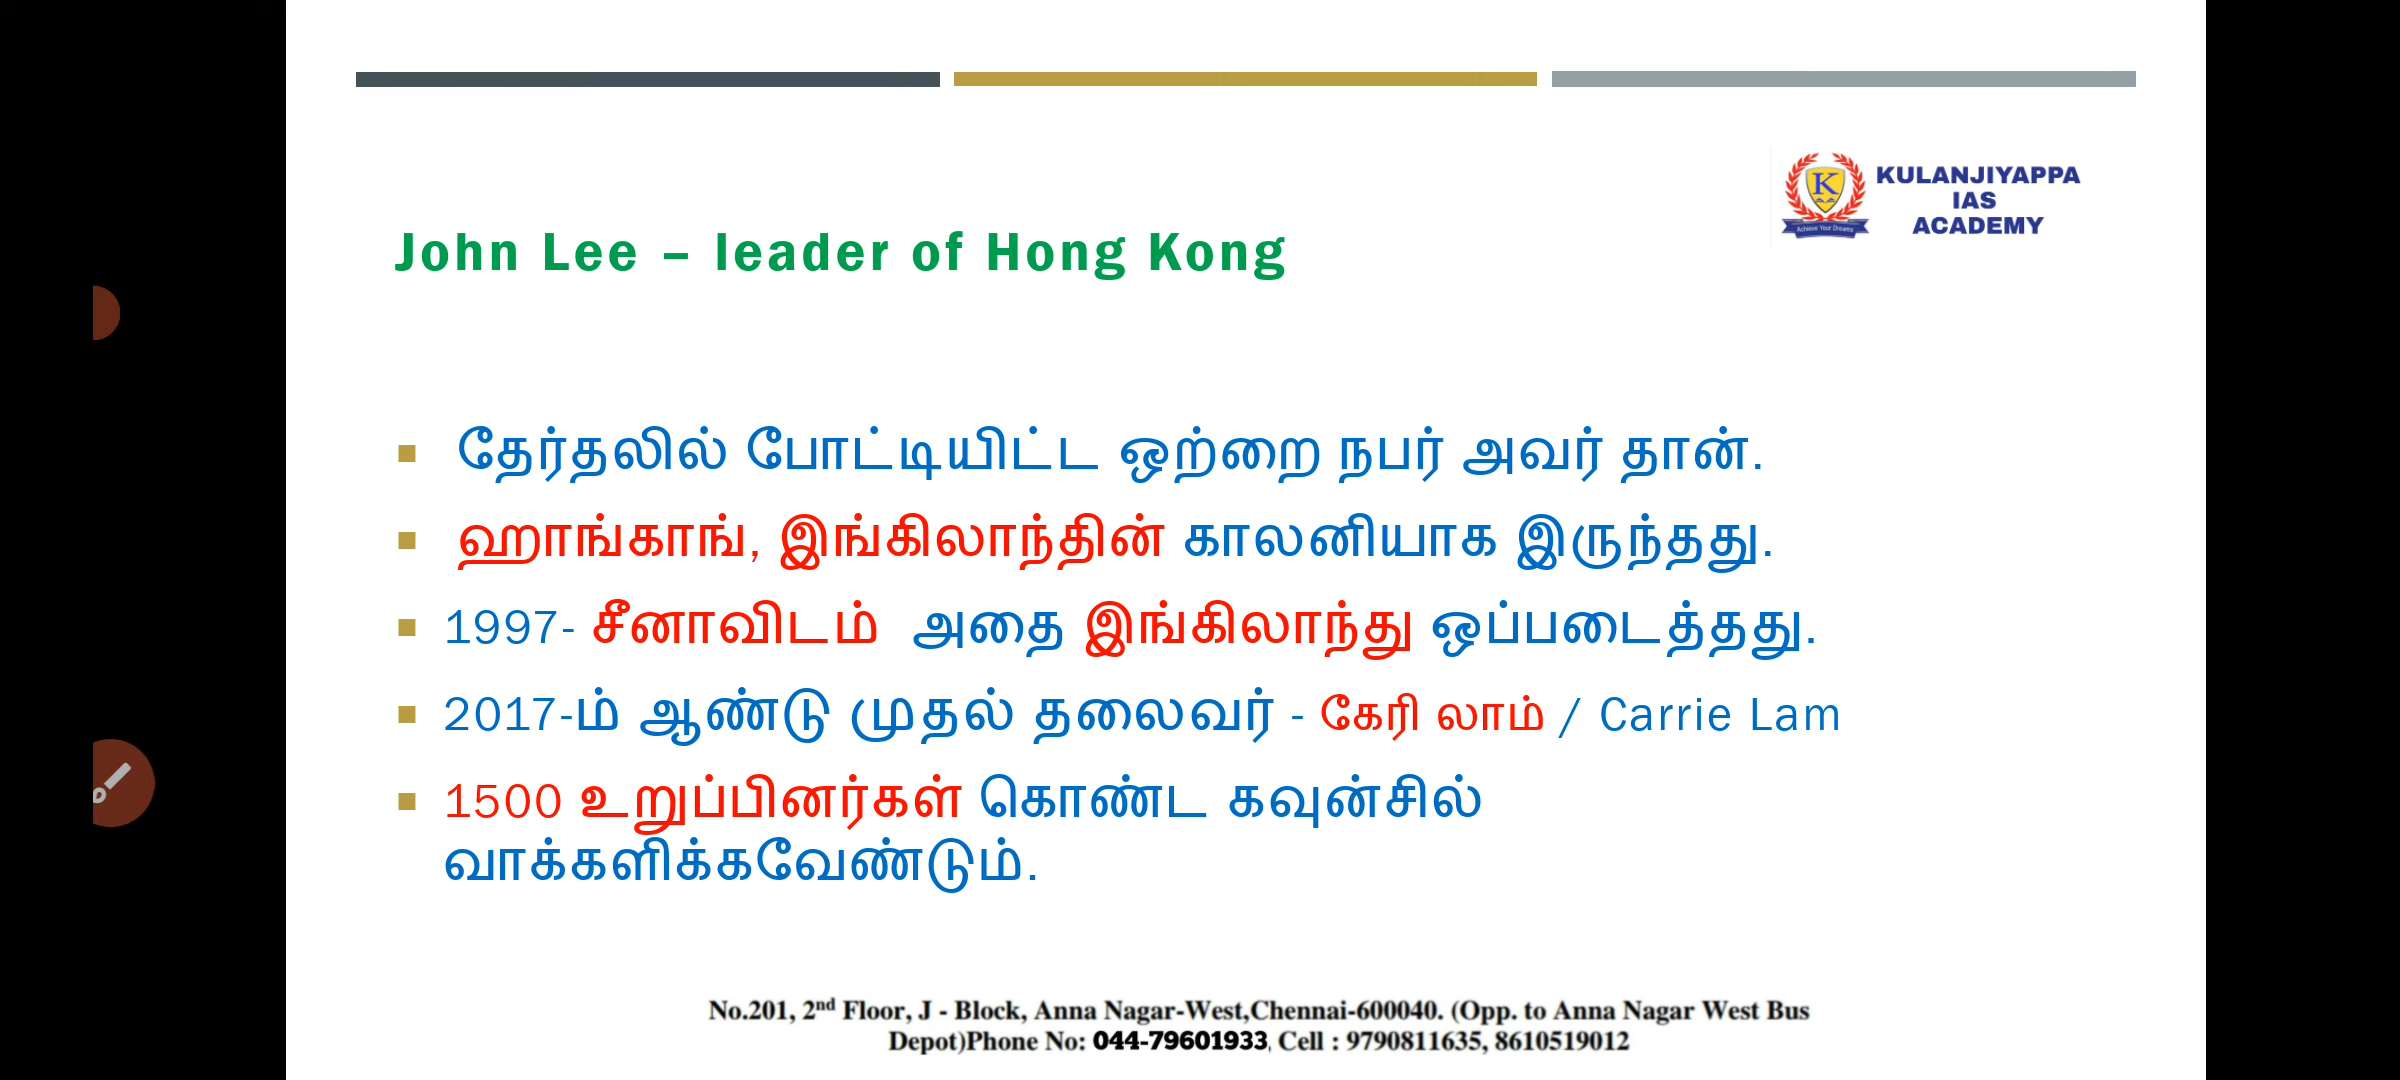 KULANJIYAPPA
IAS
ACADEMY
K
Achieve Your Dreams
John Lee – leader of Hong Kong
தேர்தலில் போட்டியிட்ட ஒற்றை நபர் அவர் தான்.
ஹாங்காங், இங்கிலாந்தின் காலனியாக இருந்தது.
1997- சீனாவிடம் அதை இங்கிலாந்து ஒப்படைத்தது.
2017-ம் ஆண்டு முதல் தலைவர் - கேரி லாம் / Carrie Lam
1500 உறுப்பினர்கள் கொண்ட கவுன்சில்
வாக்களிக்கவேண்டும்.
No.201, 2nd Floor, J - Block, Anna Nagar-West,Chennai-600040. (Opp. to Anna Nagar West Bus
Depot)Phone No: 044-79601933, Cell : 9790811635, 8610519012